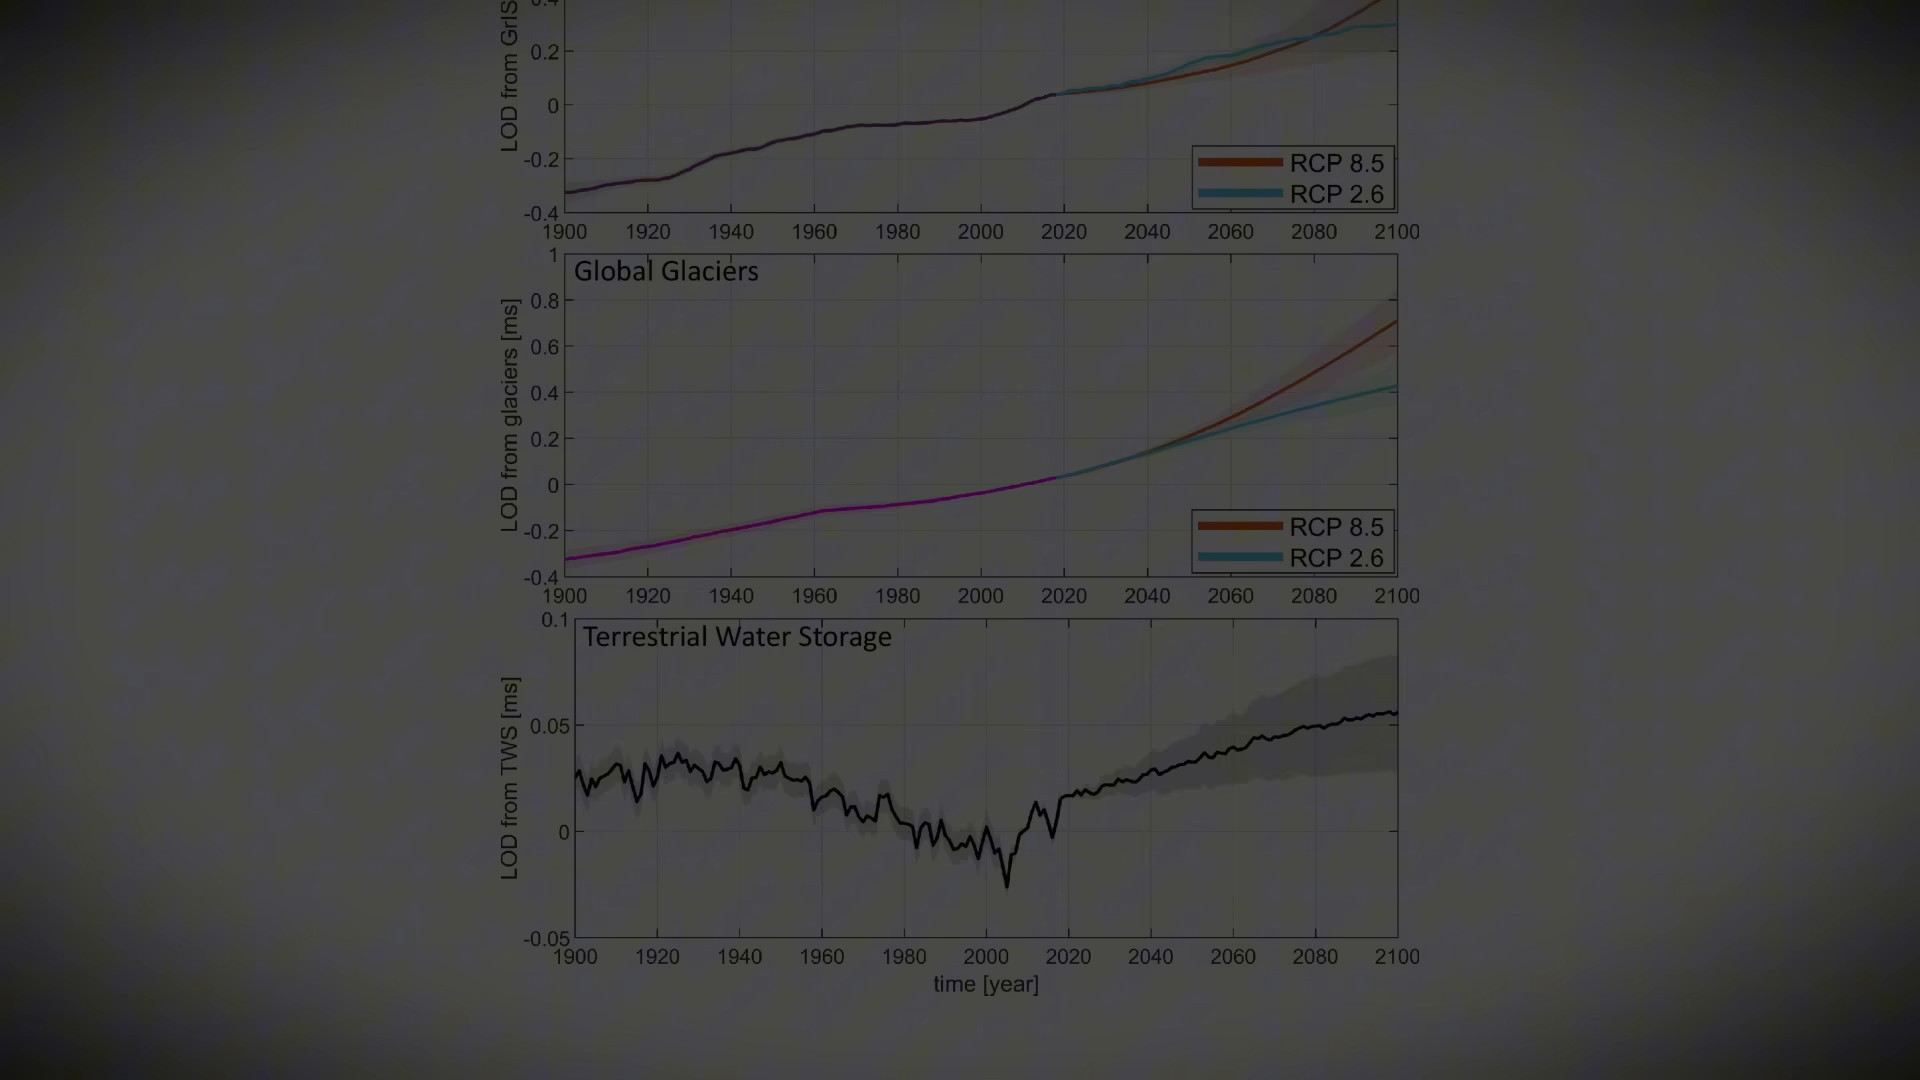 0.4
0.2
0
-0.2
-0.4
LOD from GrIS
RCP 8.5
RCP 2.6
1900 1920 1940 1960 1980 2000 2020 2040 2060 2080 2100
Global Glaciers
1
0.8
0.6
0.4
0.2
0
-0.2
-0.4
LOD from glaciers [ms]
RCP 8.5
RCP 2.6
1900 1920 1940 1960 1980 2000 2020 2040 2060 2080 2100
Terrestrial Water Storage
0.1
0.05
0
-0.05
LOD from TWS [ms]
1900 1920 1940 1960 1980 2000 2020 2040 2060 2080 2100
time [year]